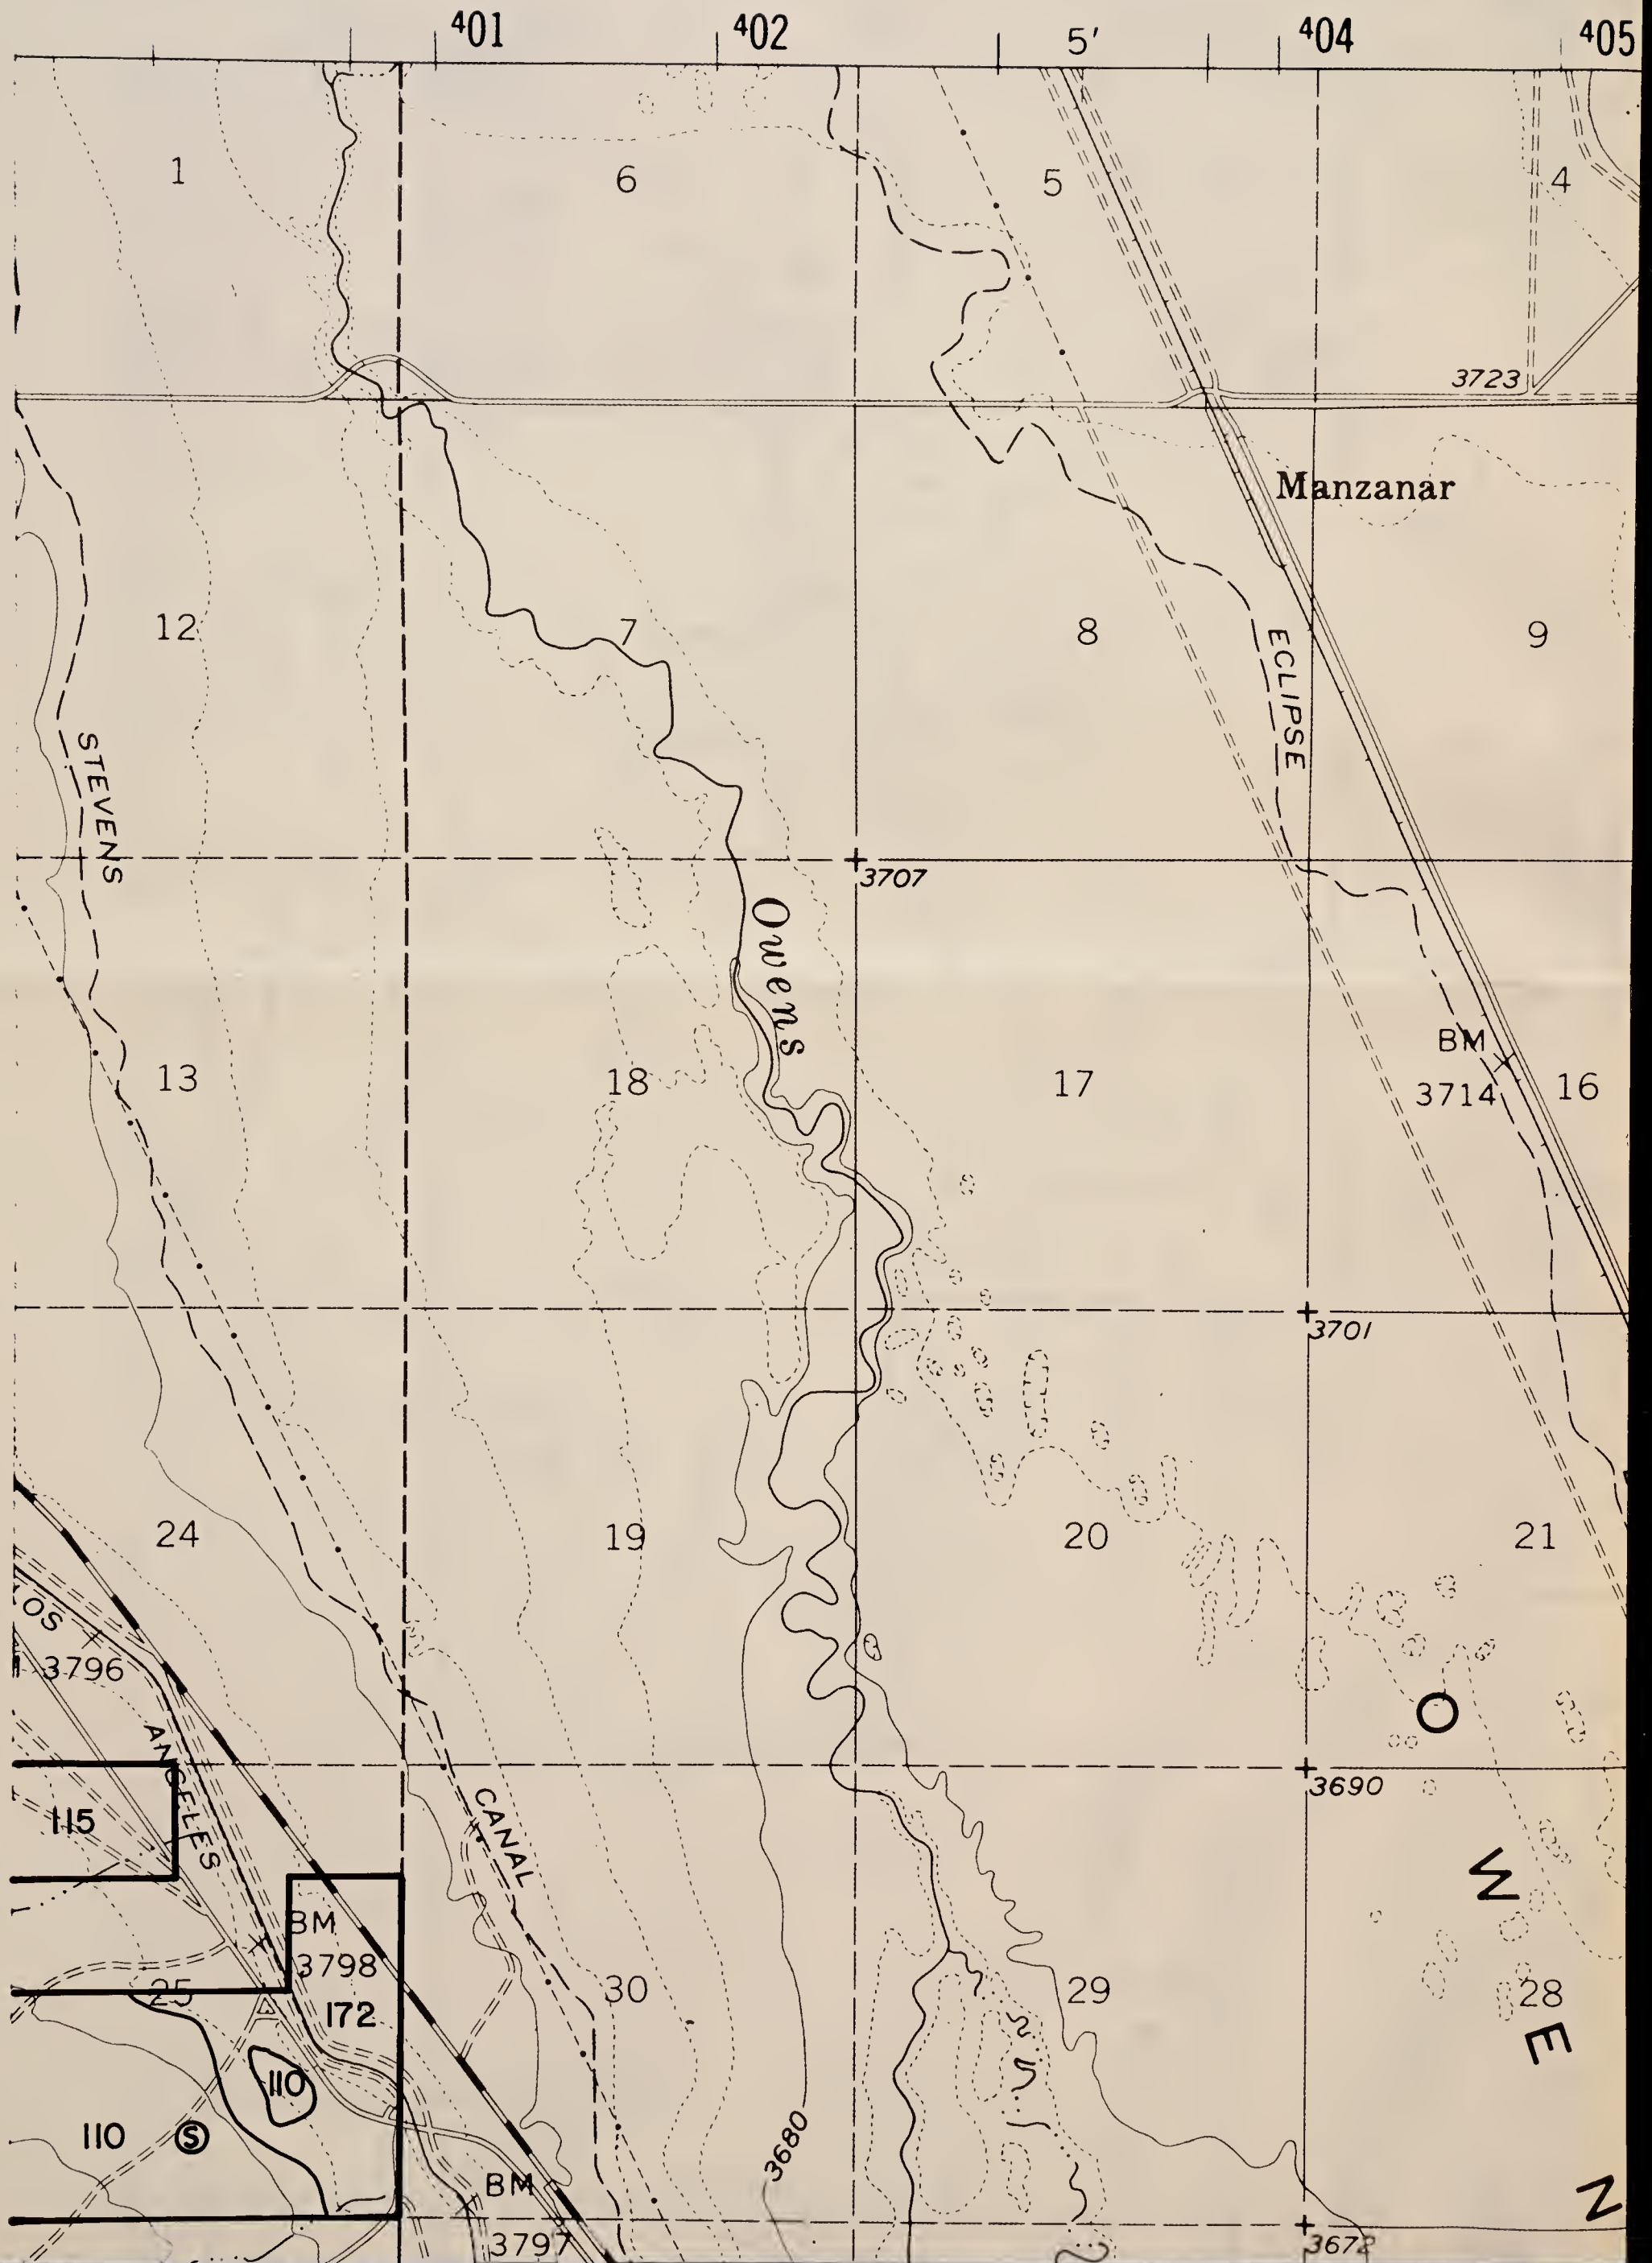 ⁴01 ⁴02 5' ⁴04 ⁴05
1 6 5 4
3723
Manzanar
12 7 8 9
ECLIPSE
STEVENS
3707
Owens
BM
3714
13 18 17 16
3701
24 19 20 21
LOS
3796
O
ANGELES
3690
115
CANAL
W
BM
3798
25 30 29 28
172
E
110
110 S
3680
BM
N
3797
3672